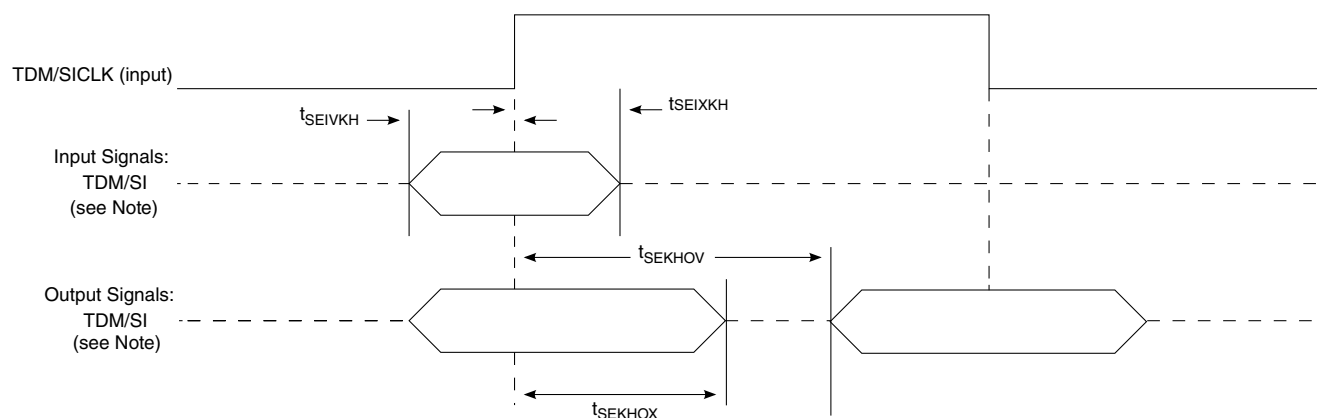 TDM/SICLK (input)
tSEIVKH
tSEIXKH
Input Signals:
TDM/SI
(see Note)
tSEKHOV
Output Signals:
TDM/SI
(see Note)
tSEKHOX